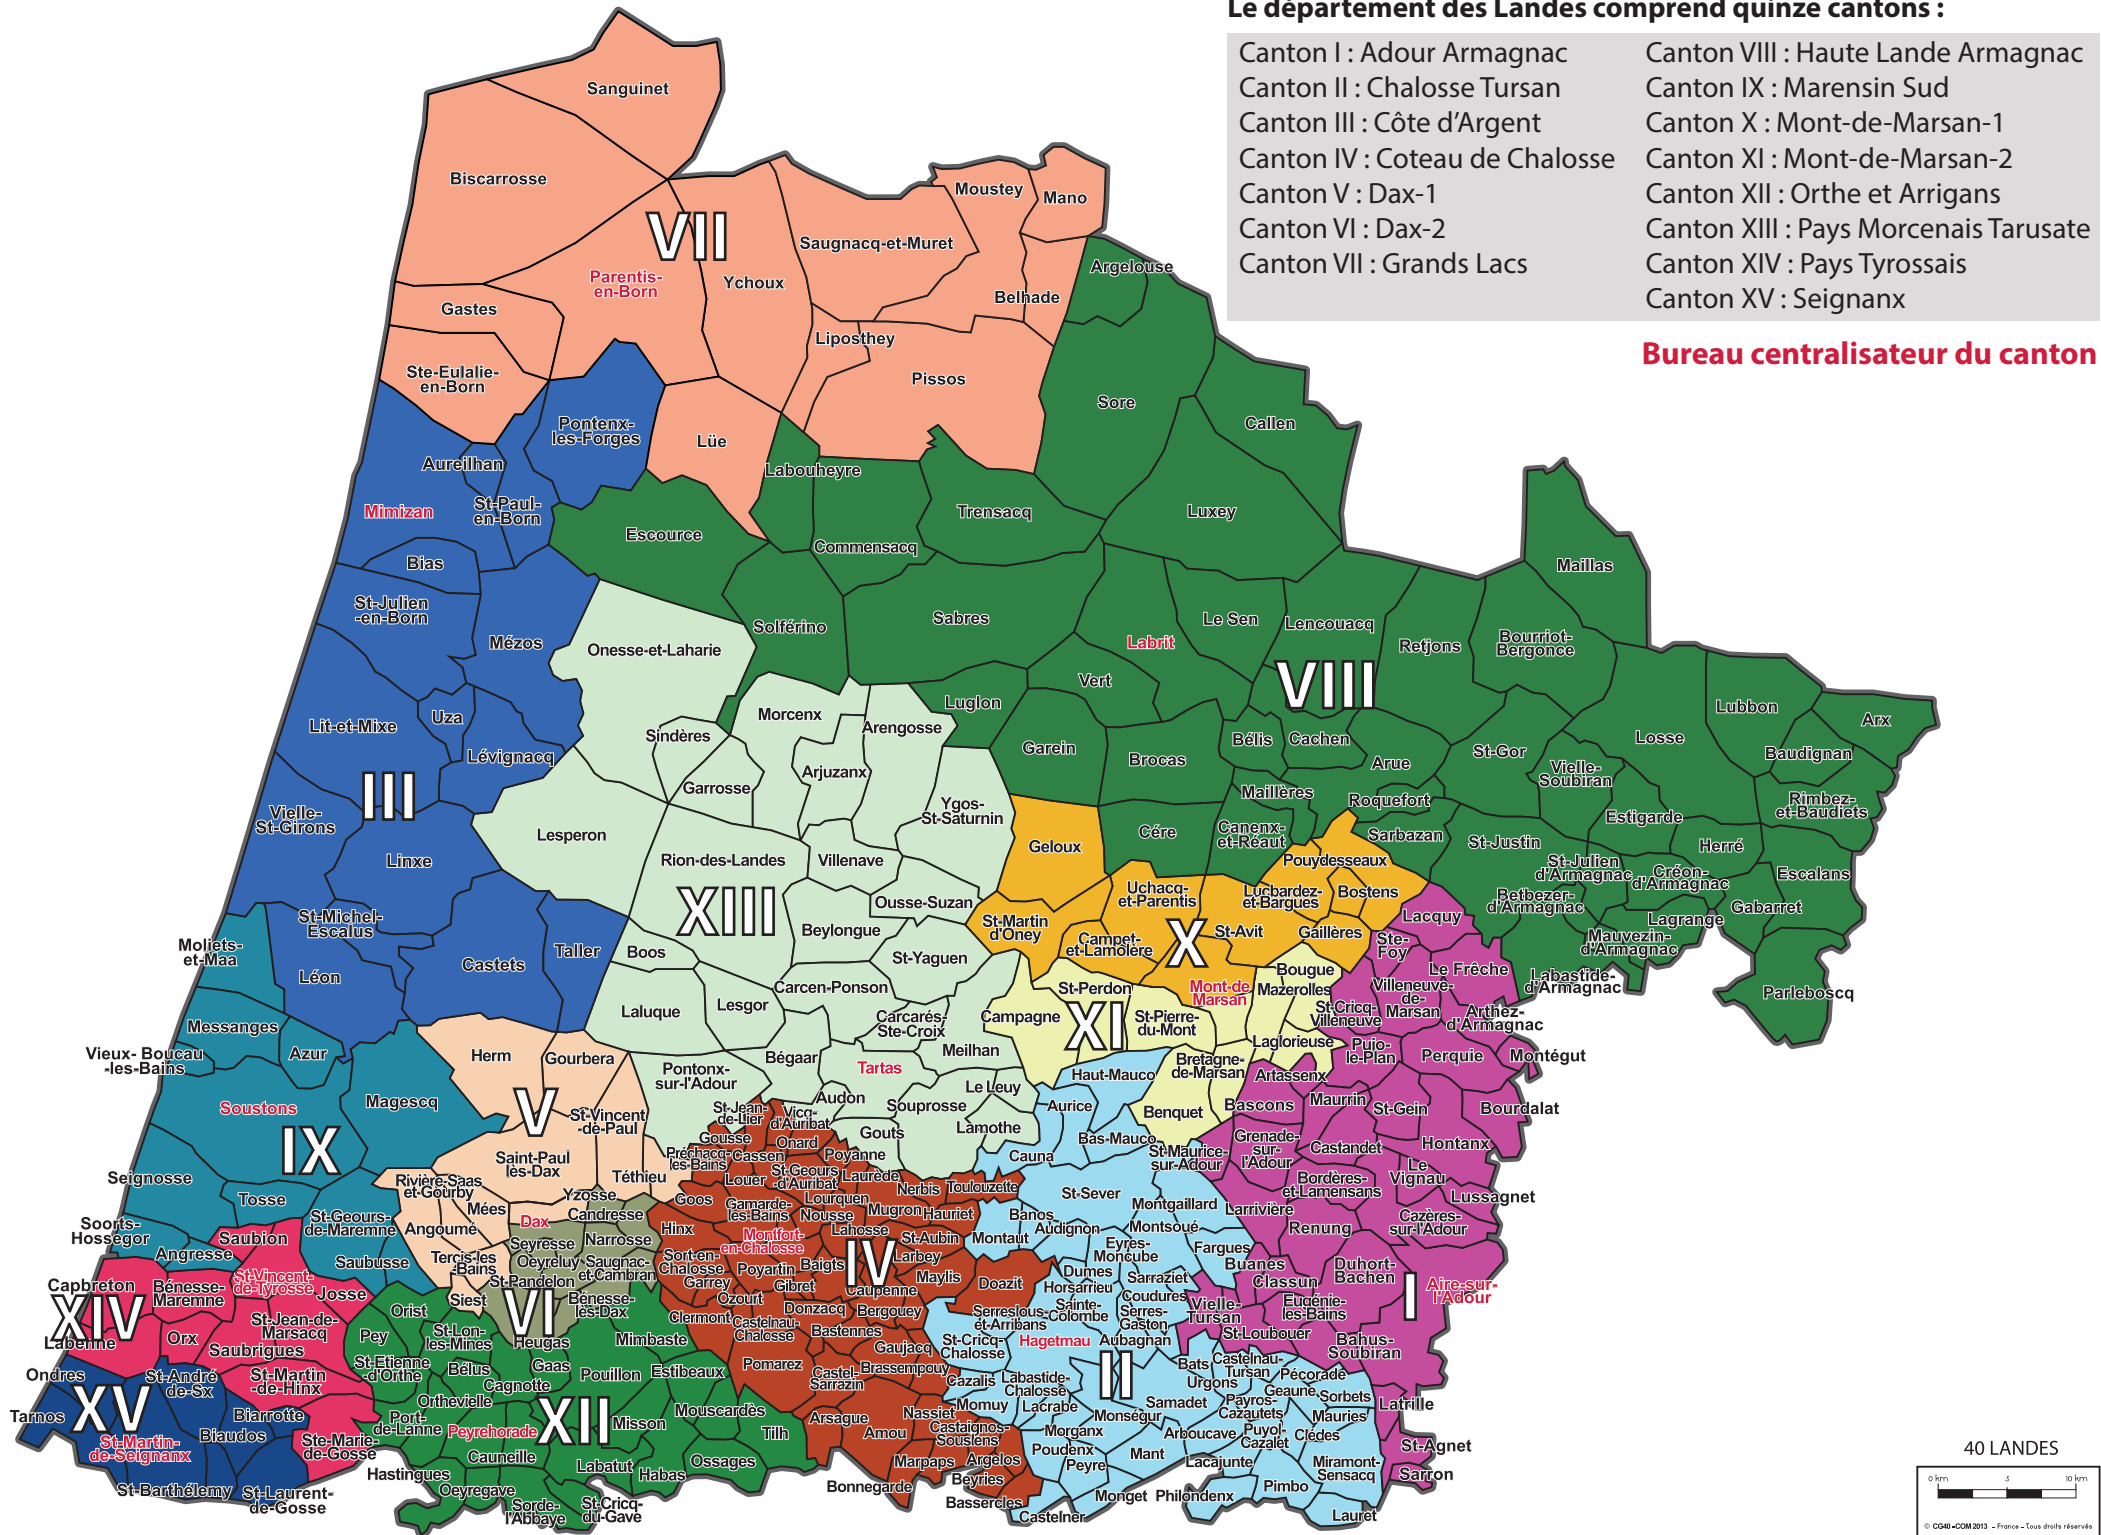 Le département des Landes comprend quinze cantons :
Canton I : Adour Armagnac
Canton II : Chalosse Tursan
Canton III : Côte d'Argent
Canton IV : Coteau de Chalosse
Canton V : Dax-1
Canton VI : Dax-2
Canton VII : Grands Lacs
Canton VIII : Haute Lande Armagnac
Canton IX : Marensin Sud
Canton X : Mont-de-Marsan-1
Canton XI : Mont-de-Marsan-2
Canton XII : Orthe et Arrigans
Canton XIII : Pays Morcenais Tarusate
Canton XIV : Pays Tyrossais
Canton XV : Seignanx
Bureau centralisateur du canton
Sanguinet
Biscarrosse
VII
Parentis-
en-Born
Ychoux
Saugnacq-et-Muret
Moustey
Mano
Belhade
Gastes
Liposthey
Ste-Eulalie-
en-Born
Pissos
Lüe
Argelouse
Sore
Callen
Pontenx-
les-Forges
Aureilhan
Mimizan
St-Paul-
en-Born
Labouheyre
Escource
Commensacq
Trensacq
Luxey
Maillas
Bias
St-Julien
-en-Born
Mézos
Onesse-et-Laharie
Solférino
Sabres
Labrit
Le Sen
Lencouacq
Retjons
Bourriot-
Bergonce
VIII
Vert
Luglon
Lit-et-Mixe
Uza
Lévignacq
III
Sindères
Morcenx
Arengosse
Garein
Brocas
Bélis
Cachen
Arue
St-Gor
Losse
Lubbon
Arx
Baudignan
Vielle-
Soubiran
Rimbez-
et-Baudiets
Estigarde
Garrosse
Arjuzanx
Ygos-
St-Saturnin
Maillères
Roquefort
Vielle-
St-Girons
Linxe
Lesperon
Rion-des-Landes
Villenave
Geloux
Cére
Canenx-
et-Réaut
Sarbazan
Pouydesseaux
St-Justin
St-Julien
d'Armagnac
Créon-
d'Armagnac
Herré
Escalans
Gabarret
Betbezer-
d'Armagnac
Lagrange
Mauvezin-
d'Armagnac
Labastide-
d'Armagnac
Parleboscq
XIII
Ousse-Suzan
Beylongue
St-Yaguen
St-Martin
d'Oney
Uchacq-
et-Parentis
Lucbardez-
et-Bargues
Bostens
Campet-
et-Lamolère
X
St-Avit
Gaillères
Lacquy
Ste-
Foy
Le Frêche
St-Michel-
Escalus
Moliets-
et-Maa
Léon
Castets
Taller
Boos
Laluque
Lesgor
Carcen-Ponson
Carcarés-
Ste-Croix
Meilhan
Campagne
St-Perdon
XI
Mont-de
Marsan
Bougue
Mazerolles
St-Pierre-
du-Mont
Laglorieuse
Bretagne-
de-Marsan
Benquet
St-Cricq-
Villeneuve
Villeneuve-
de-
Marsan
Arthez-
d'Armagnac
Pujo-
le-Plan
Perquie
Montégut
Messanges
Vieux- Boucau
-les-Bains
Azur
Soustons
Magescq
IX
Seignosse
Tosse
Soorts-
Hossegor
Angresse
St-Geours-
de-Maremne
Saubusse
Herm
Gourbera
V
St-Vincent
-de-Paul
Saint-Paul
lès-Dax
Téthieu
Rivière-Saas
et-Gourby
Mées
Angoumé
Tercis-les
-Bains
Siest
Yzosse
Dax
Candresse
Narrosse
Seyresse
Oeyreluy
Saugnac-
et-Cambran
St-Pandelon
VI
Bénesse-
les-Dax
Heugas
Pontonx-
sur-l'Adour
Bégaar
Tartas
Audon
Souprosse
Le Leuy
Lamothe
Gouts
St-Jean-
de-Lier
Vicq-
d'Auribat
Gousse
Onard
Préchacq-
les-Bains
Cassen
Poyanne
Louer
St-Geours
-d'Auribat
Laurède
Goos
Gamarde-
les-Bains
Lourquen
Nousse
Nerbis
Toulouzette
Mugron
Hauriet
Hinx
Montfort-
en-Chalosse
Lahosse
St-Aubin
Larbey
IV
Sort-en-
Chalosse
Poyartin
Baigts
Garrey
Gibret
Caupenne
Maylis
Doazit
Ozourt
Donzacq
Bergouey
Clermont
Castelnau-
Chalosse
Bastennes
Gaujacq
Pomarez
Castel-
Sarrazin
Brassempouy
Arsague
Amou
Nassiet
Castaignos-
Souslens
Marpaps
Argelos
Beyries
Bonnegarde
Bassercles
Haut-Mauco
Aurice
Bas-Mauco
Cauna
St-Sever
Montgaillard
Banos
Audignon
Montsoué
Montaut
Eyres-
Moncube
Fargues
Dumes
Horsarrieu
Sarraziet
Coudures
Serreslous-
et-Arribans
Sainte-
Colombe
Serres-
Gaston
St-Cricq-
Chalosse
Hagetmau
Aubagnan
II
Cazalis
Labastide-
Chalosse
Lacrabe
Momuy
Monségur
Samadet
Bats
Urgons
Castelnau-
Tursan
Pécorade
Geaune
Sorbets
Payros-
Cazautets
Mauries
Morganx
Arboucave
Puyol-
Cazalet
Clédes
Poudenx
Peyre
Mant
Lacajunte
Miramont-
Sensacq
Monget
Philondenx
Pimbo
Castelner
Lauret
Artassenx
Bascons
Maurrin
St-Gein
Bourdalat
Hontanx
St-Maurice-
sur-Adour
Grenade-
sur-
l'Adour
Castandet
Le
Vignau
Bordères-
et-Lamensans
Lussagnet
Larrivière
Renung
Cazères-
sur-l'Adour
Buanes
Classun
Duhort-
Bachen
I
Aire-sur-
l'Adour
Vielle-
Tursan
Eugénie-
les-Bains
St-Loubouer
Bahus-
Soubiran
Latrille
St-Agnet
Sarron
Saubion
Capbreton
Bénesse-
Maremne
St-Vincent-
de-Tyrosse
Josse
XIV
Labenne
Orx
St-Jean-de-
Marsacq
Saubrigues
St-Martin
-de-Hinx
Ste-Marie-
de-Gosse
Ondres
St-André
de-Sx
XV
Tarnos
Biarrotte
Biaudos
St-Martin-
de-Seignanx
St-Barthélemy
St-Laurent-
de-Gosse
Orist
Pey
St-Lon-
les-Mines
Mimbaste
St-Etienne
-d'Orthe
Bélus
Gaas
Pouillon
Estibeaux
Cagnotte
Orthevielle
Port-
de-Lanne
Peyrehorade
XII
Misson
Mouscardès
Tilh
Cauneille
Hastingues
Labatut
Habas
Ossages
Oeyregave
Sorde-
l'Abbaye
St-Cricq-
du-Gave
40 LANDES
0 km 5 10 km
© CG40 -COM 2013 - France - Tous droits réservés